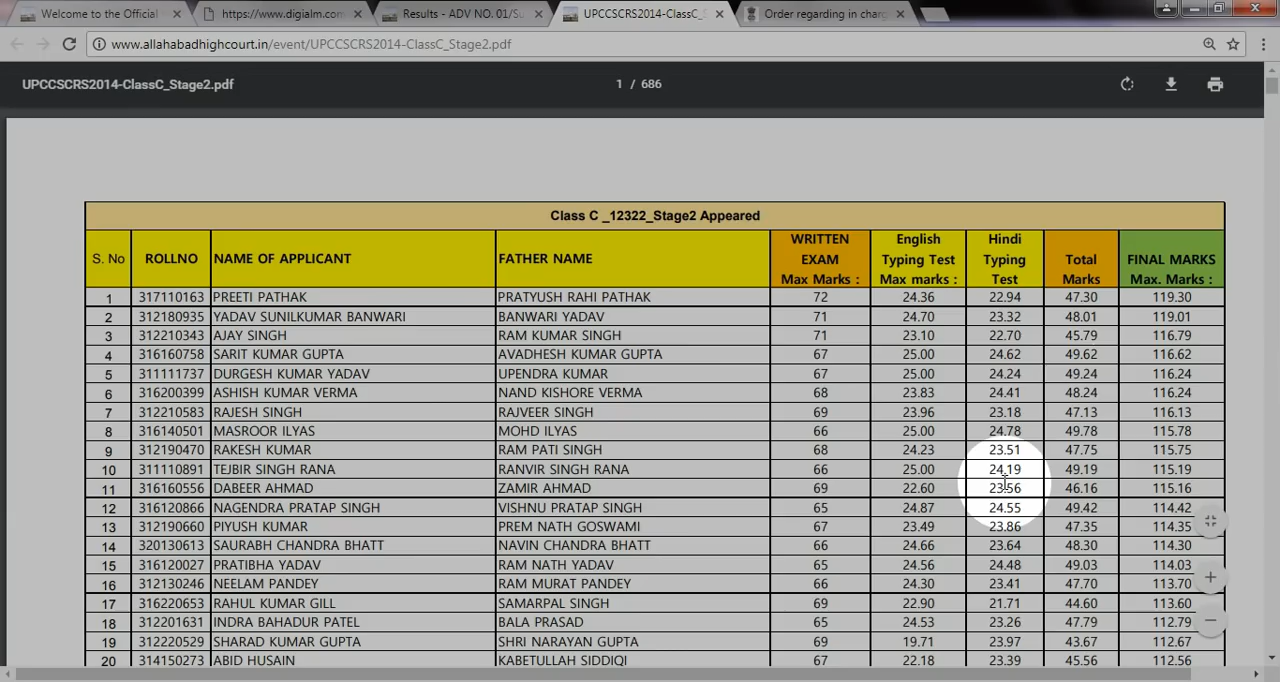 Welcome to the Official
https://www.digialm.com
Results - ADV NO. 01/Su
UPCCSCRS2014-ClassC_S
Order regarding in charg
www.allahabadhighcourt.in/event/UPCCSCRS2014-ClassC_Stage2.pdf
UPCCSCRS2014-ClassC_Stage2.pdf 1 / 686
Class C _12322_Stage2 Appeared
S. No ROLLNO NAME OF APPLICANT FATHER NAME WRITTEN EXAM Max Marks : English Typing Test Max marks : Hindi Typing Test Total Marks FINAL MARKS Max. Marks :
1 317110163 PREETI PATHAK PRATYUSH RAHI PATHAK 72 24.36 22.94 47.30 119.30
2 312180935 YADAV SUNILKUMAR BANWARI BANWARI YADAV 71 24.70 23.32 48.01 119.01
3 312210343 AJAY SINGH RAM KUMAR SINGH 71 23.10 22.70 45.79 116.79
4 316160758 SARIT KUMAR GUPTA AVADHESH KUMAR GUPTA 67 25.00 24.62 49.62 116.62
5 311111737 DURGESH KUMAR YADAV UPENDRA KUMAR 67 25.00 24.24 49.24 116.24
6 316200399 ASHISH KUMAR VERMA NAND KISHORE VERMA 68 23.83 24.41 48.24 116.24
7 312210583 RAJESH SINGH RAJVEER SINGH 69 23.96 23.18 47.13 116.13
8 316140501 MASROOR ILYAS MOHD ILYAS 66 25.00 24.78 49.78 115.78
9 312190470 RAKESH KUMAR RAM PATI SINGH 68 24.23 23.51 47.75 115.75
10 311110891 TEJBIR SINGH RANA RANVIR SINGH RANA 66 25.00 24.19 49.19 115.19
11 316160556 DABEER AHMAD ZAMIR AHMAD 69 22.60 23.56 46.16 115.16
12 316120866 NAGENDRA PRATAP SINGH VISHNU PRATAP SINGH 65 24.87 24.55 49.42 114.42
13 312190660 PIYUSH KUMAR PREM NATH GOSWAMI 67 23.49 23.86 47.35 114.35
14 320130613 SAURABH CHANDRA BHATT NAVIN CHANDRA BHATT 66 24.66 23.64 48.30 114.30
15 316120027 PRATIBHA YADAV RAM NATH YADAV 65 24.56 24.48 49.03 114.03
16 312130246 NEELAM PANDEY RAM MURAT PANDEY 66 24.30 23.41 47.70 113.70
17 316220653 RAHUL KUMAR GILL SAMARPAL SINGH 69 22.90 21.71 44.60 113.60
18 312201631 INDRA BAHADUR PATEL BALA PRASAD 65 24.53 23.26 47.79 112.79
19 312220529 SHARAD KUMAR GUPTA SHRI NARAYAN GUPTA 69 19.71 23.97 43.67 112.67
20 314150273 ABID HUSAIN KABETULLAH SIDDIQI 67 22.18 23.39 45.56 112.56